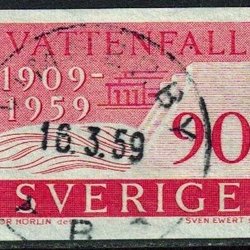 VATTENFALL
1909-
1959
16.3.59
90
SVERIGE
SVEN EWERT